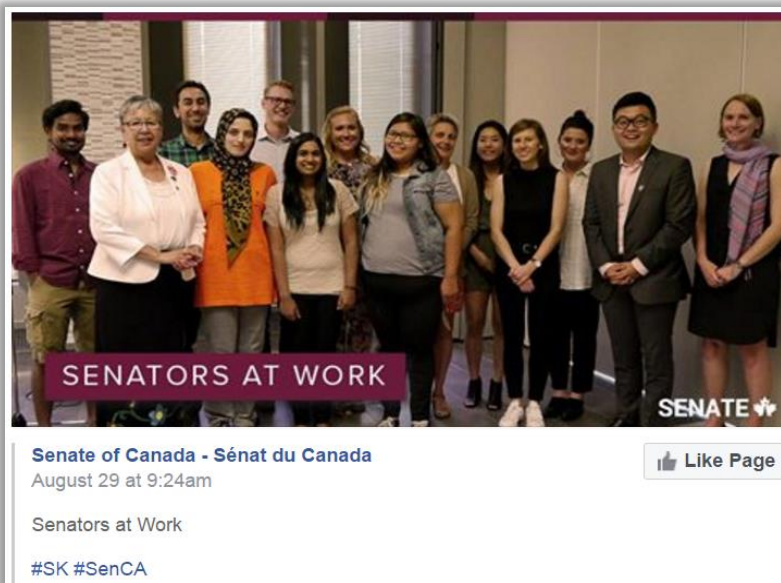 SENATORS AT WORK
SENATE
Senate of Canada - Sénat du Canada
Like Page
August 29 at 9:24am
Senators at Work
#SK #SenCA